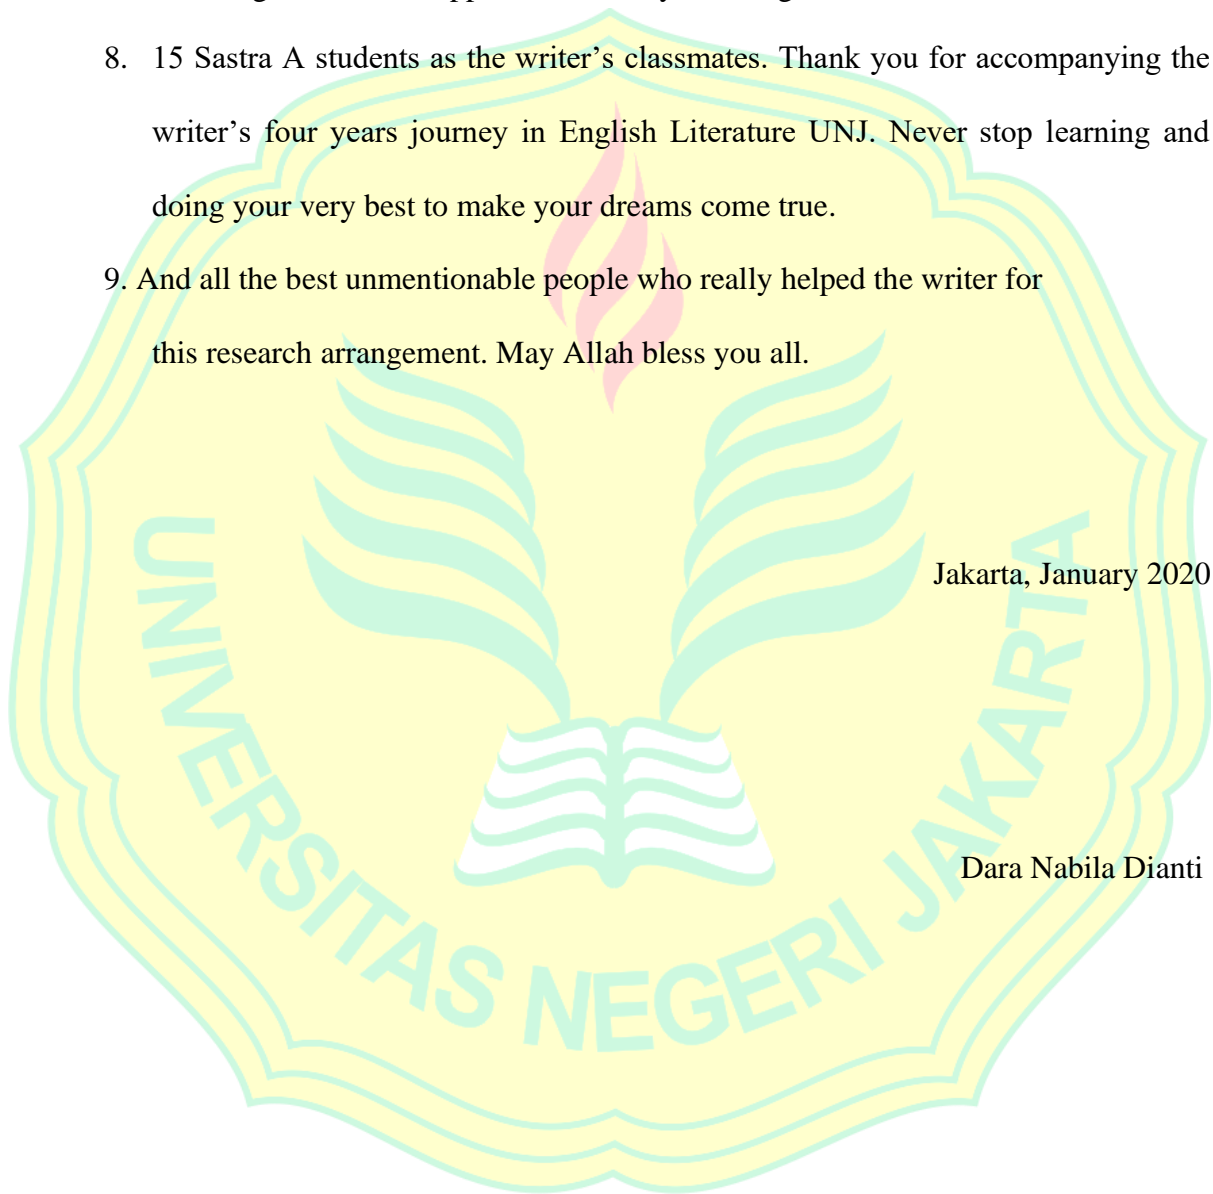 8. 15 Sastra A students as the writer’s classmates. Thank you for accompanying the
writer’s four years journey in English Literature UNJ. Never stop learning and
doing your very best to make your dreams come true.
9. And all the best unmentionable people who really helped the writer for
this research arrangement. May Allah bless you all.
Jakarta, January 2020
Dara Nabila Dianti
UNIVERSITAS NEGERI JAKARTA